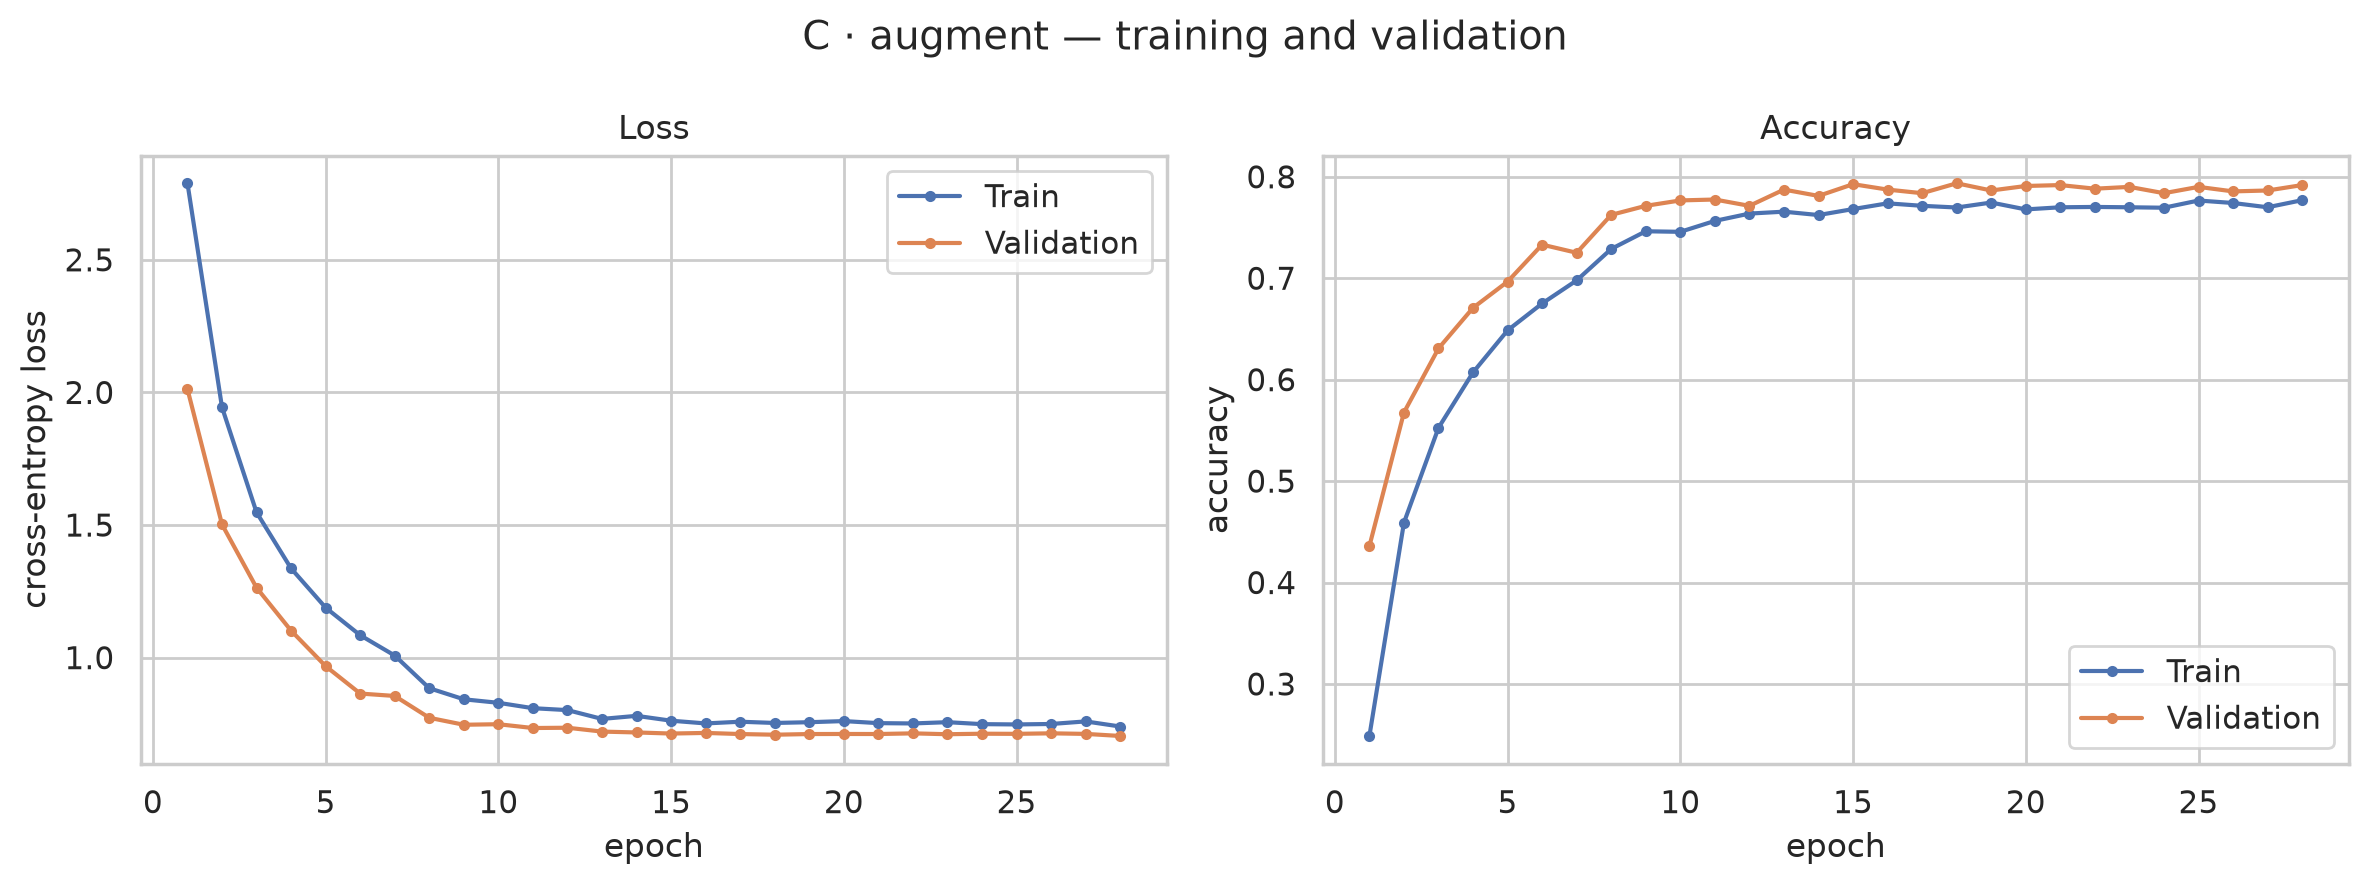 C · augment — training and validation
Loss
Train
Validation
2.5
2.0
1.5
1.0
cross-entropy loss
0 5 10 15 20 25
epoch
Accuracy
0.8
0.7
0.6
0.5
0.4
0.3
accuracy
Train
Validation
0 5 10 15 20 25
epoch